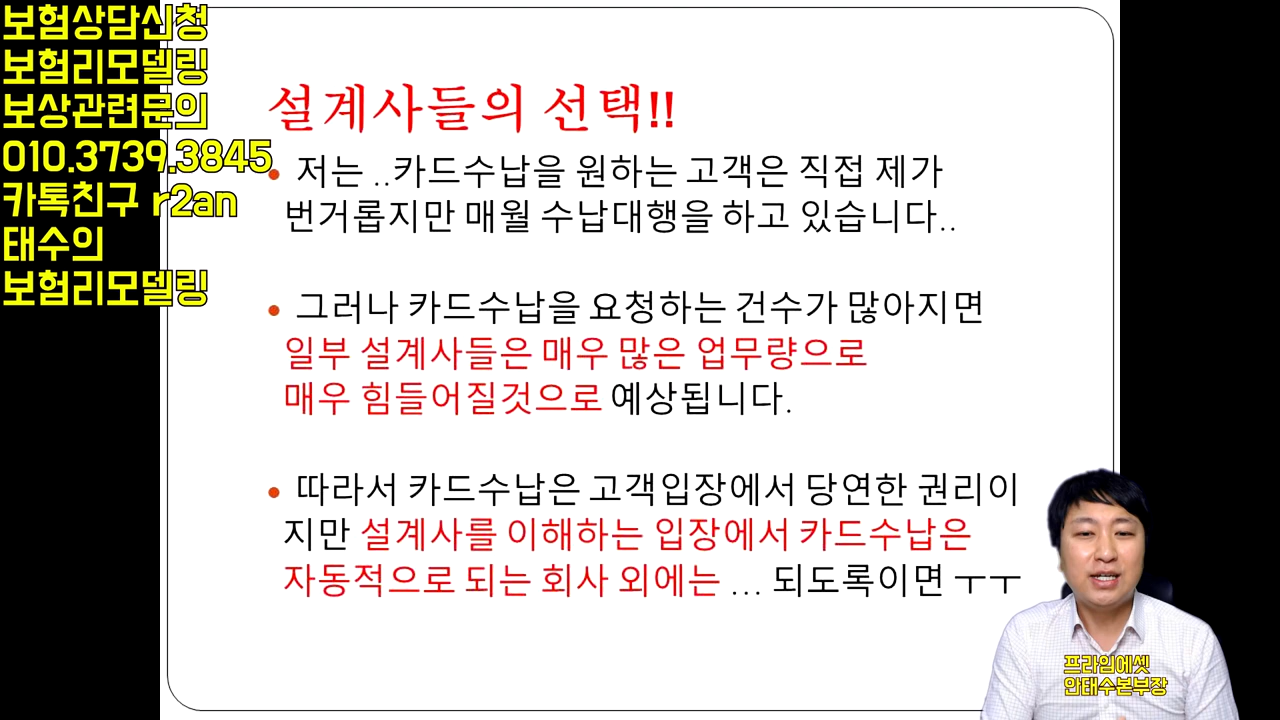 보험상담신청
보험리모델링
보상관련문의
010.3739.3845
카톡친구 r2an
태수의
보험리모델링
설계사들의 선택!!
• 저는 ..카드수납을 원하는 고객은 직접 제가
번거롭지만 매월 수납대행을 하고 있습니다..
• 그러나 카드수납을 요청하는 건수가 많아지면
일부 설계사들은 매우 많은 업무량으로
매우 힘들어질것으로 예상됩니다.
• 따라서 카드수납은 고객입장에서 당연한 권리이
지만 설계사를 이해하는 입장에서 카드수납은
자동적으로 되는 회사 외에는 ... 되도록이면 ㅜㅜ
프라임에셋
안태수본부장